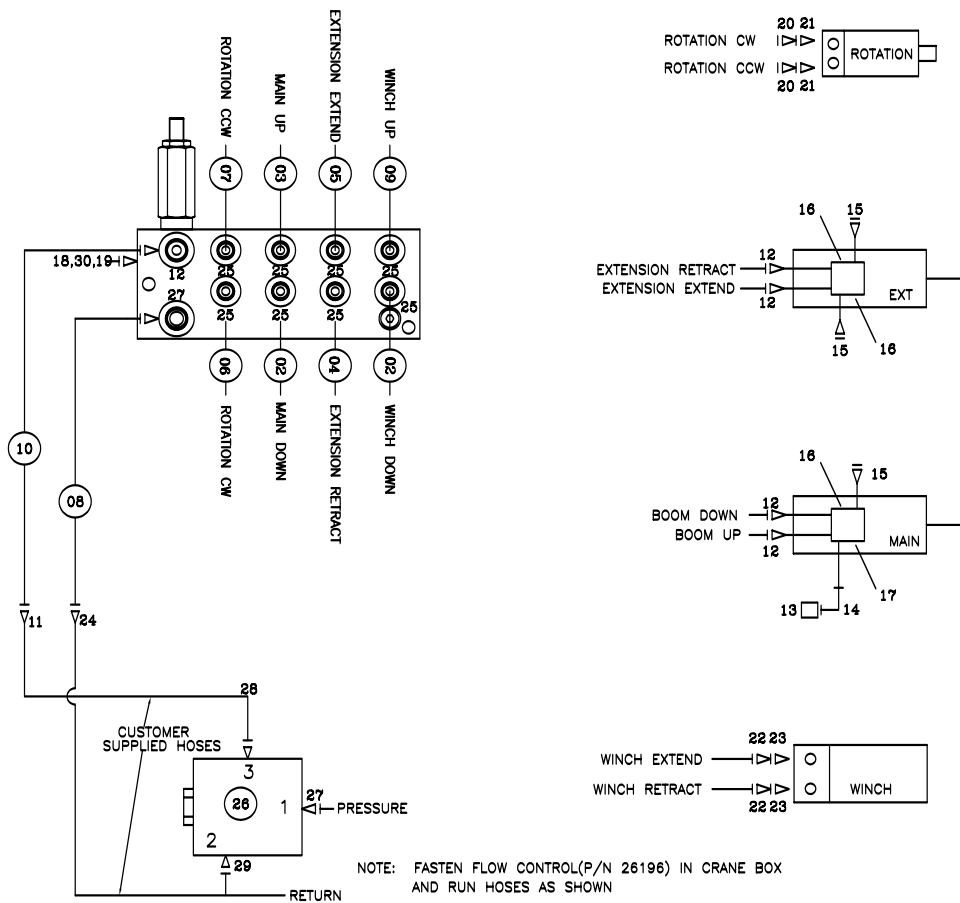 ROTATION CCW
MAIN UP
EXTENSION EXTEND
WINCH UP
07
03
05
09
18,30,19
12
25
25
25
25
27
25
25
25
25
06
02
04
02
ROTATION CW
MAIN DOWN
EXTENSION RETRACT
WINCH DOWN
10
08
11
24
28
CUSTOMER
SUPPLIED HOSES
3
26
1
27
PRESSURE
2
29
RETURN
20 21
ROTATION CW
ROTATION
ROTATION CCW
20 21
16
15
12
EXTENSION RETRACT
EXTENSION EXTEND
EXT
12
15
16
16
15
12
BOOM DOWN
BOOM UP
MAIN
12
17
13
14
22 23
WINCH EXTEND
WINCH RETRACT
WINCH
22 23
NOTE: FASTEN FLOW CONTROL(P/N 26196) IN CRANE BOX
AND RUN HOSES AS SHOWN